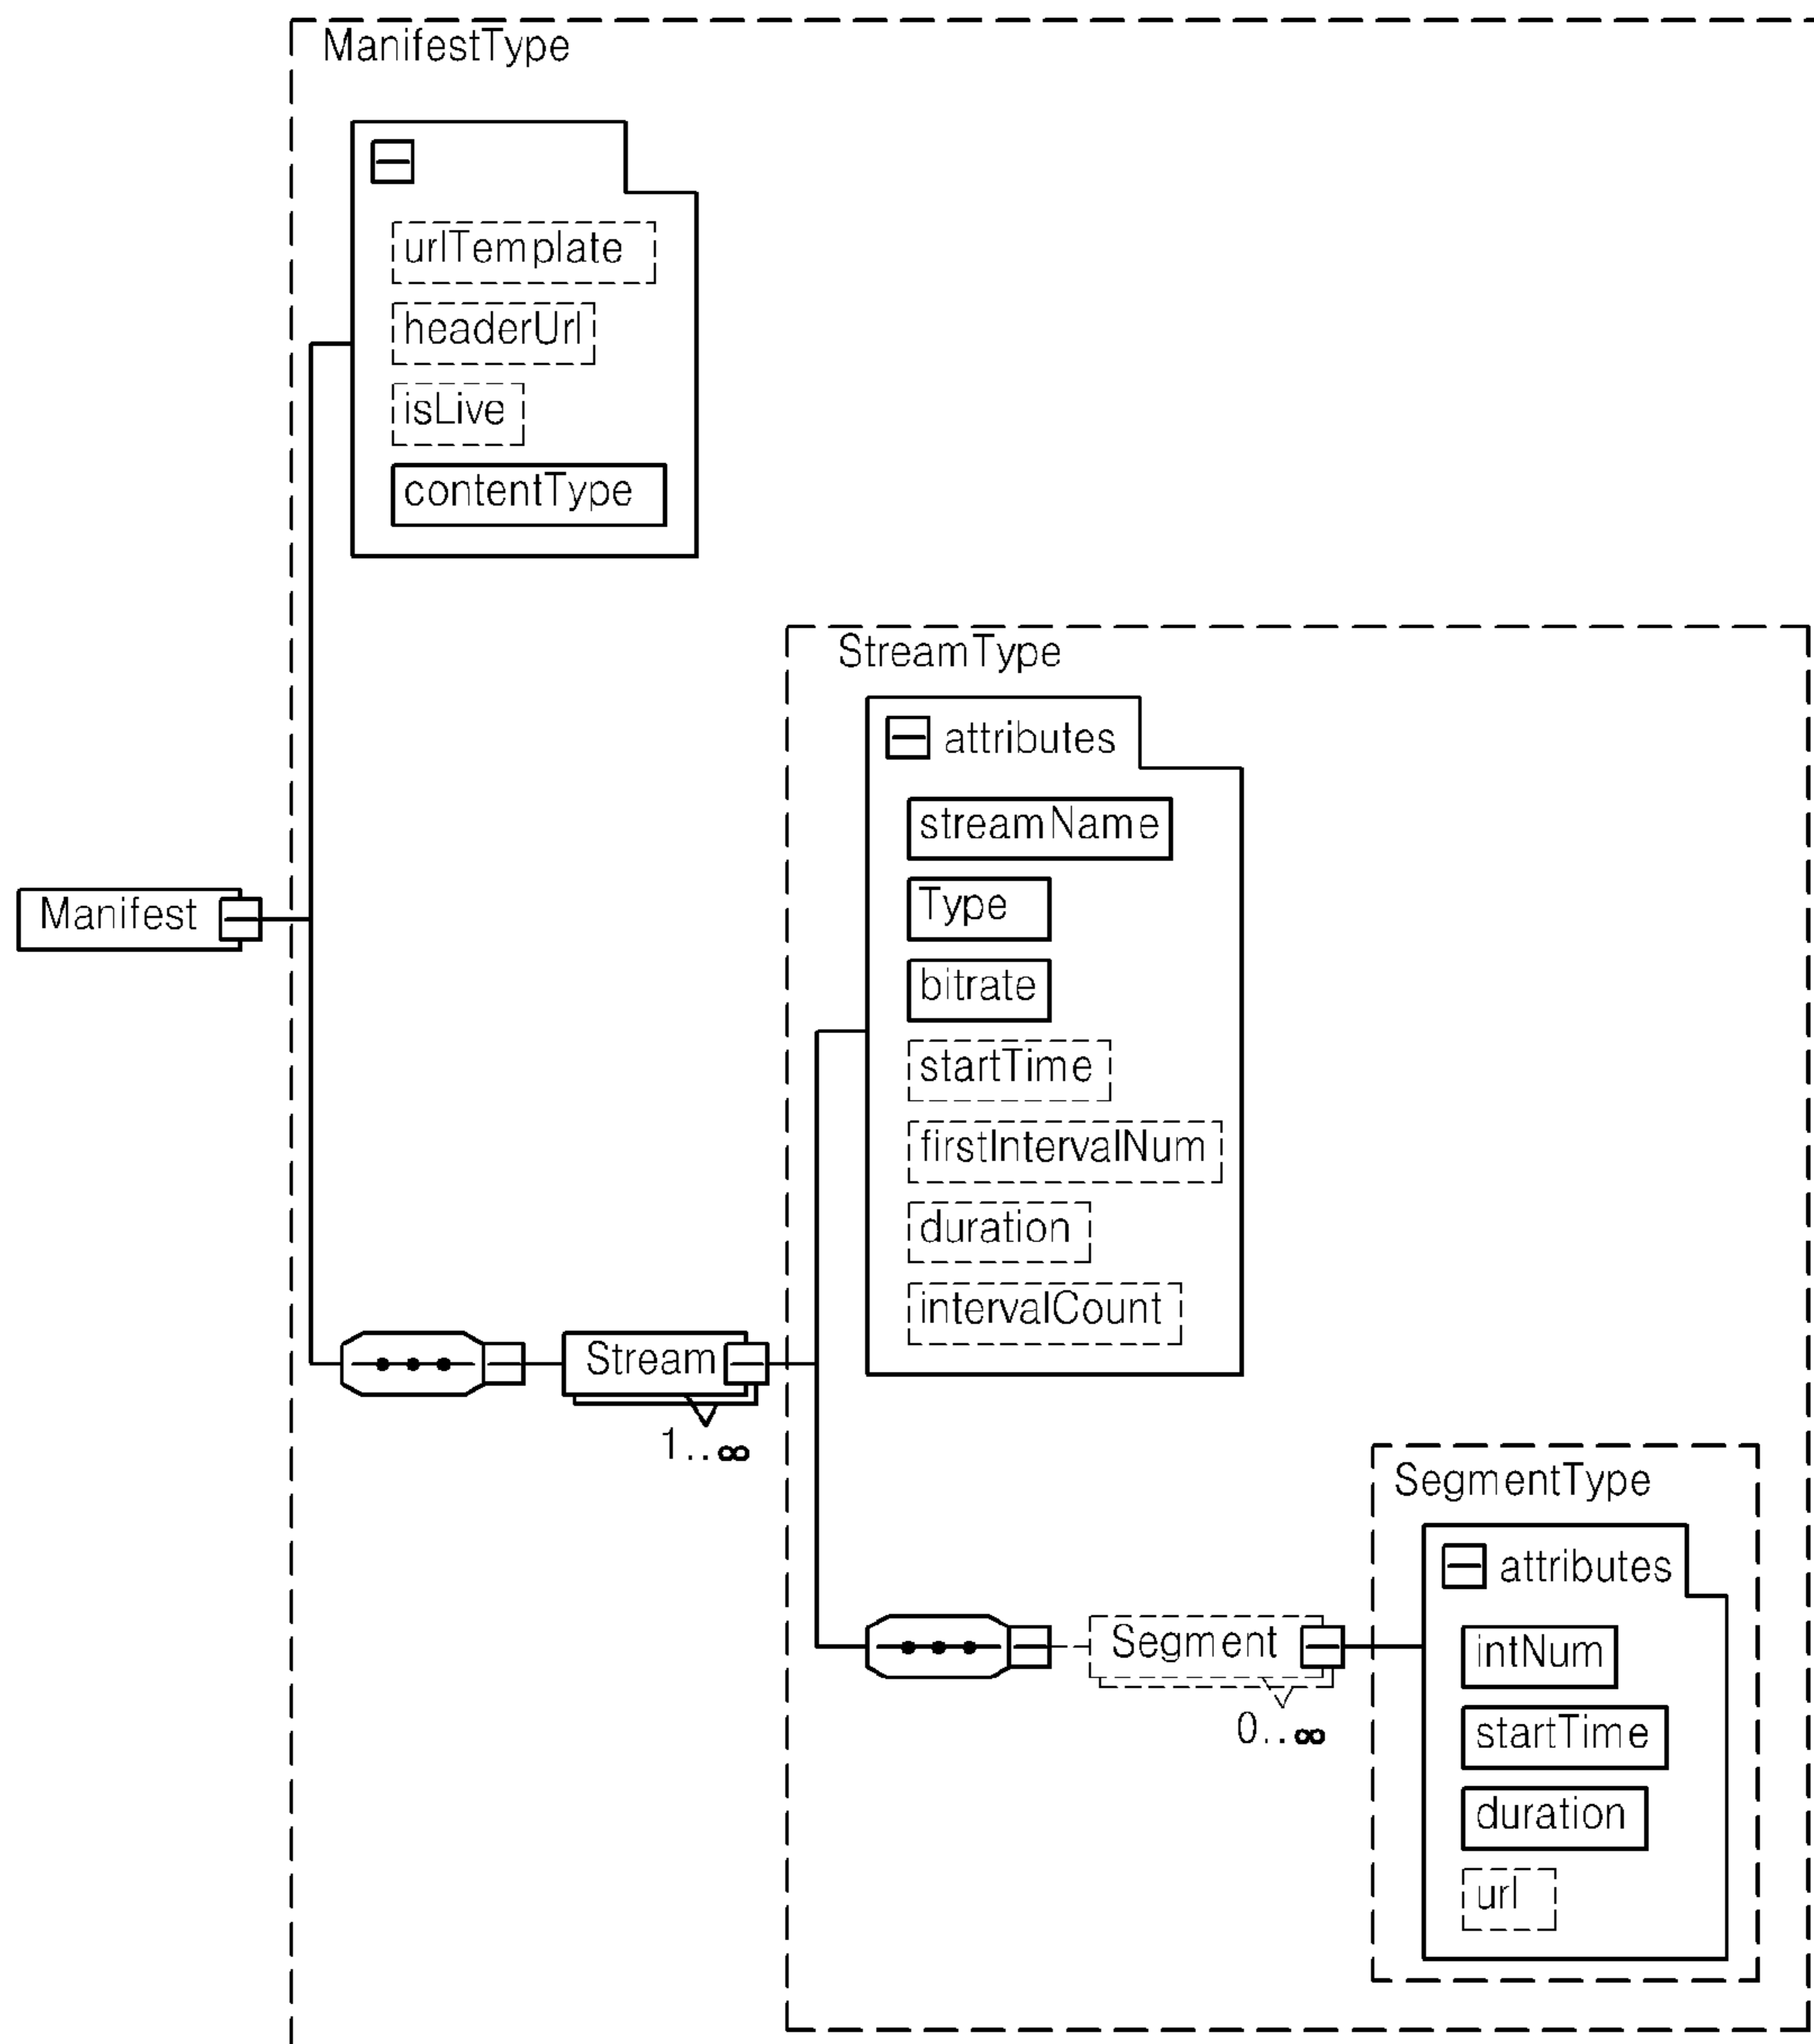 ManifestType
urlTemplate
headerUrl
isLive
contentType
StreamType
attributes
streamName
Type
bitrate
startTime
firstIntervalNum
duration
intervalCount
Manifest
Stream
1..∞
SegmentType
attributes
intNum
startTime
duration
url
Segment
0..∞